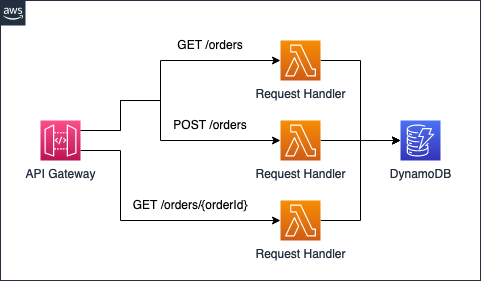 aws
GET /orders
Request Handler
POST /orders
API Gateway
Request Handler
DynamoDB
GET /orders/{orderId}
Request Handler